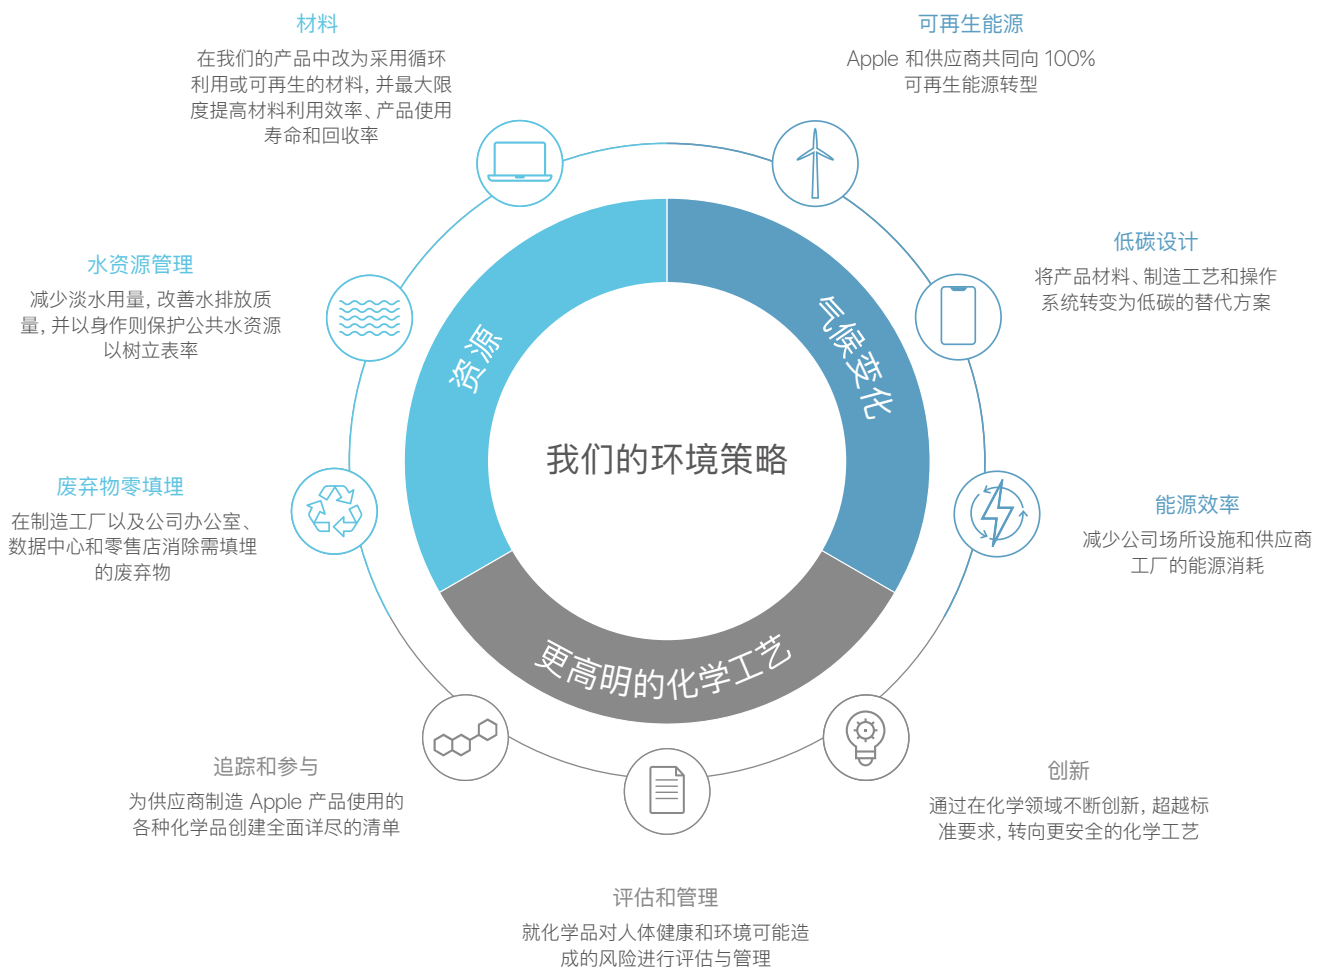 材料
在我们的产品中改为采用循环
利用或可再生的材料, 并最大限
度提高材料利用效率、产品使用
寿命和回收率
可再生能源
Apple 和供应商共同向 100%
可再生能源转型
低碳设计
将产品材料、制造工艺和操作
系统转变为低碳的替代方案
水资源管理
减少淡水用量, 改善水排放质
量, 并以身作则保护公共水资源
以树立表率
资源
气候变化
我们的环境策略
更高明的化学工艺
废弃物零填埋
在制造工厂以及公司办公室、
数据中心和零售店消除需填埋
的废弃物
能源效率
减少公司场所设施和供应商
工厂的能源消耗
追踪和参与
为供应商制造 Apple 产品使用的
各种化学品创建全面详尽的清单
创新
通过在化学领域不断创新, 超越标
准要求, 转向更安全的化学工艺
评估和管理
就化学品对人体健康和环境可能造
成的风险进行评估与管理